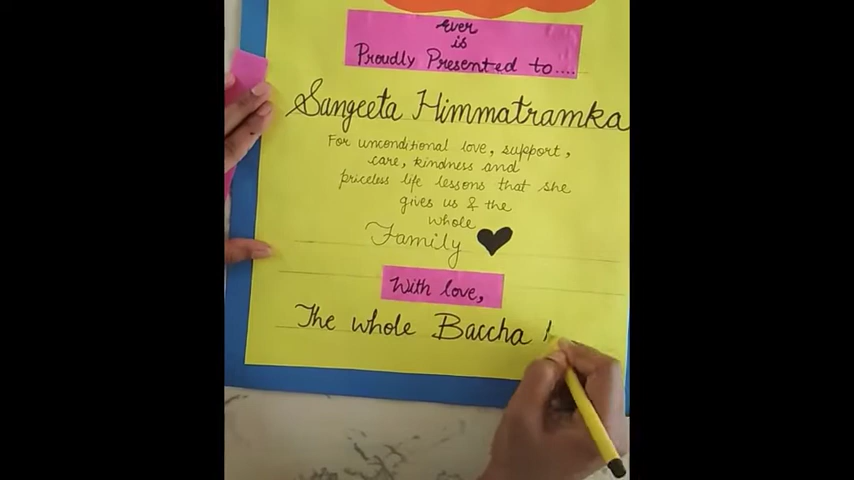 Ever
is
Proudly Presented to....
Sangeeta Himmatramka
For unconditional love, support,
care, kindness and
priceless life lessons that she
gives us & the
whole
Family
With love,
The whole Baccha